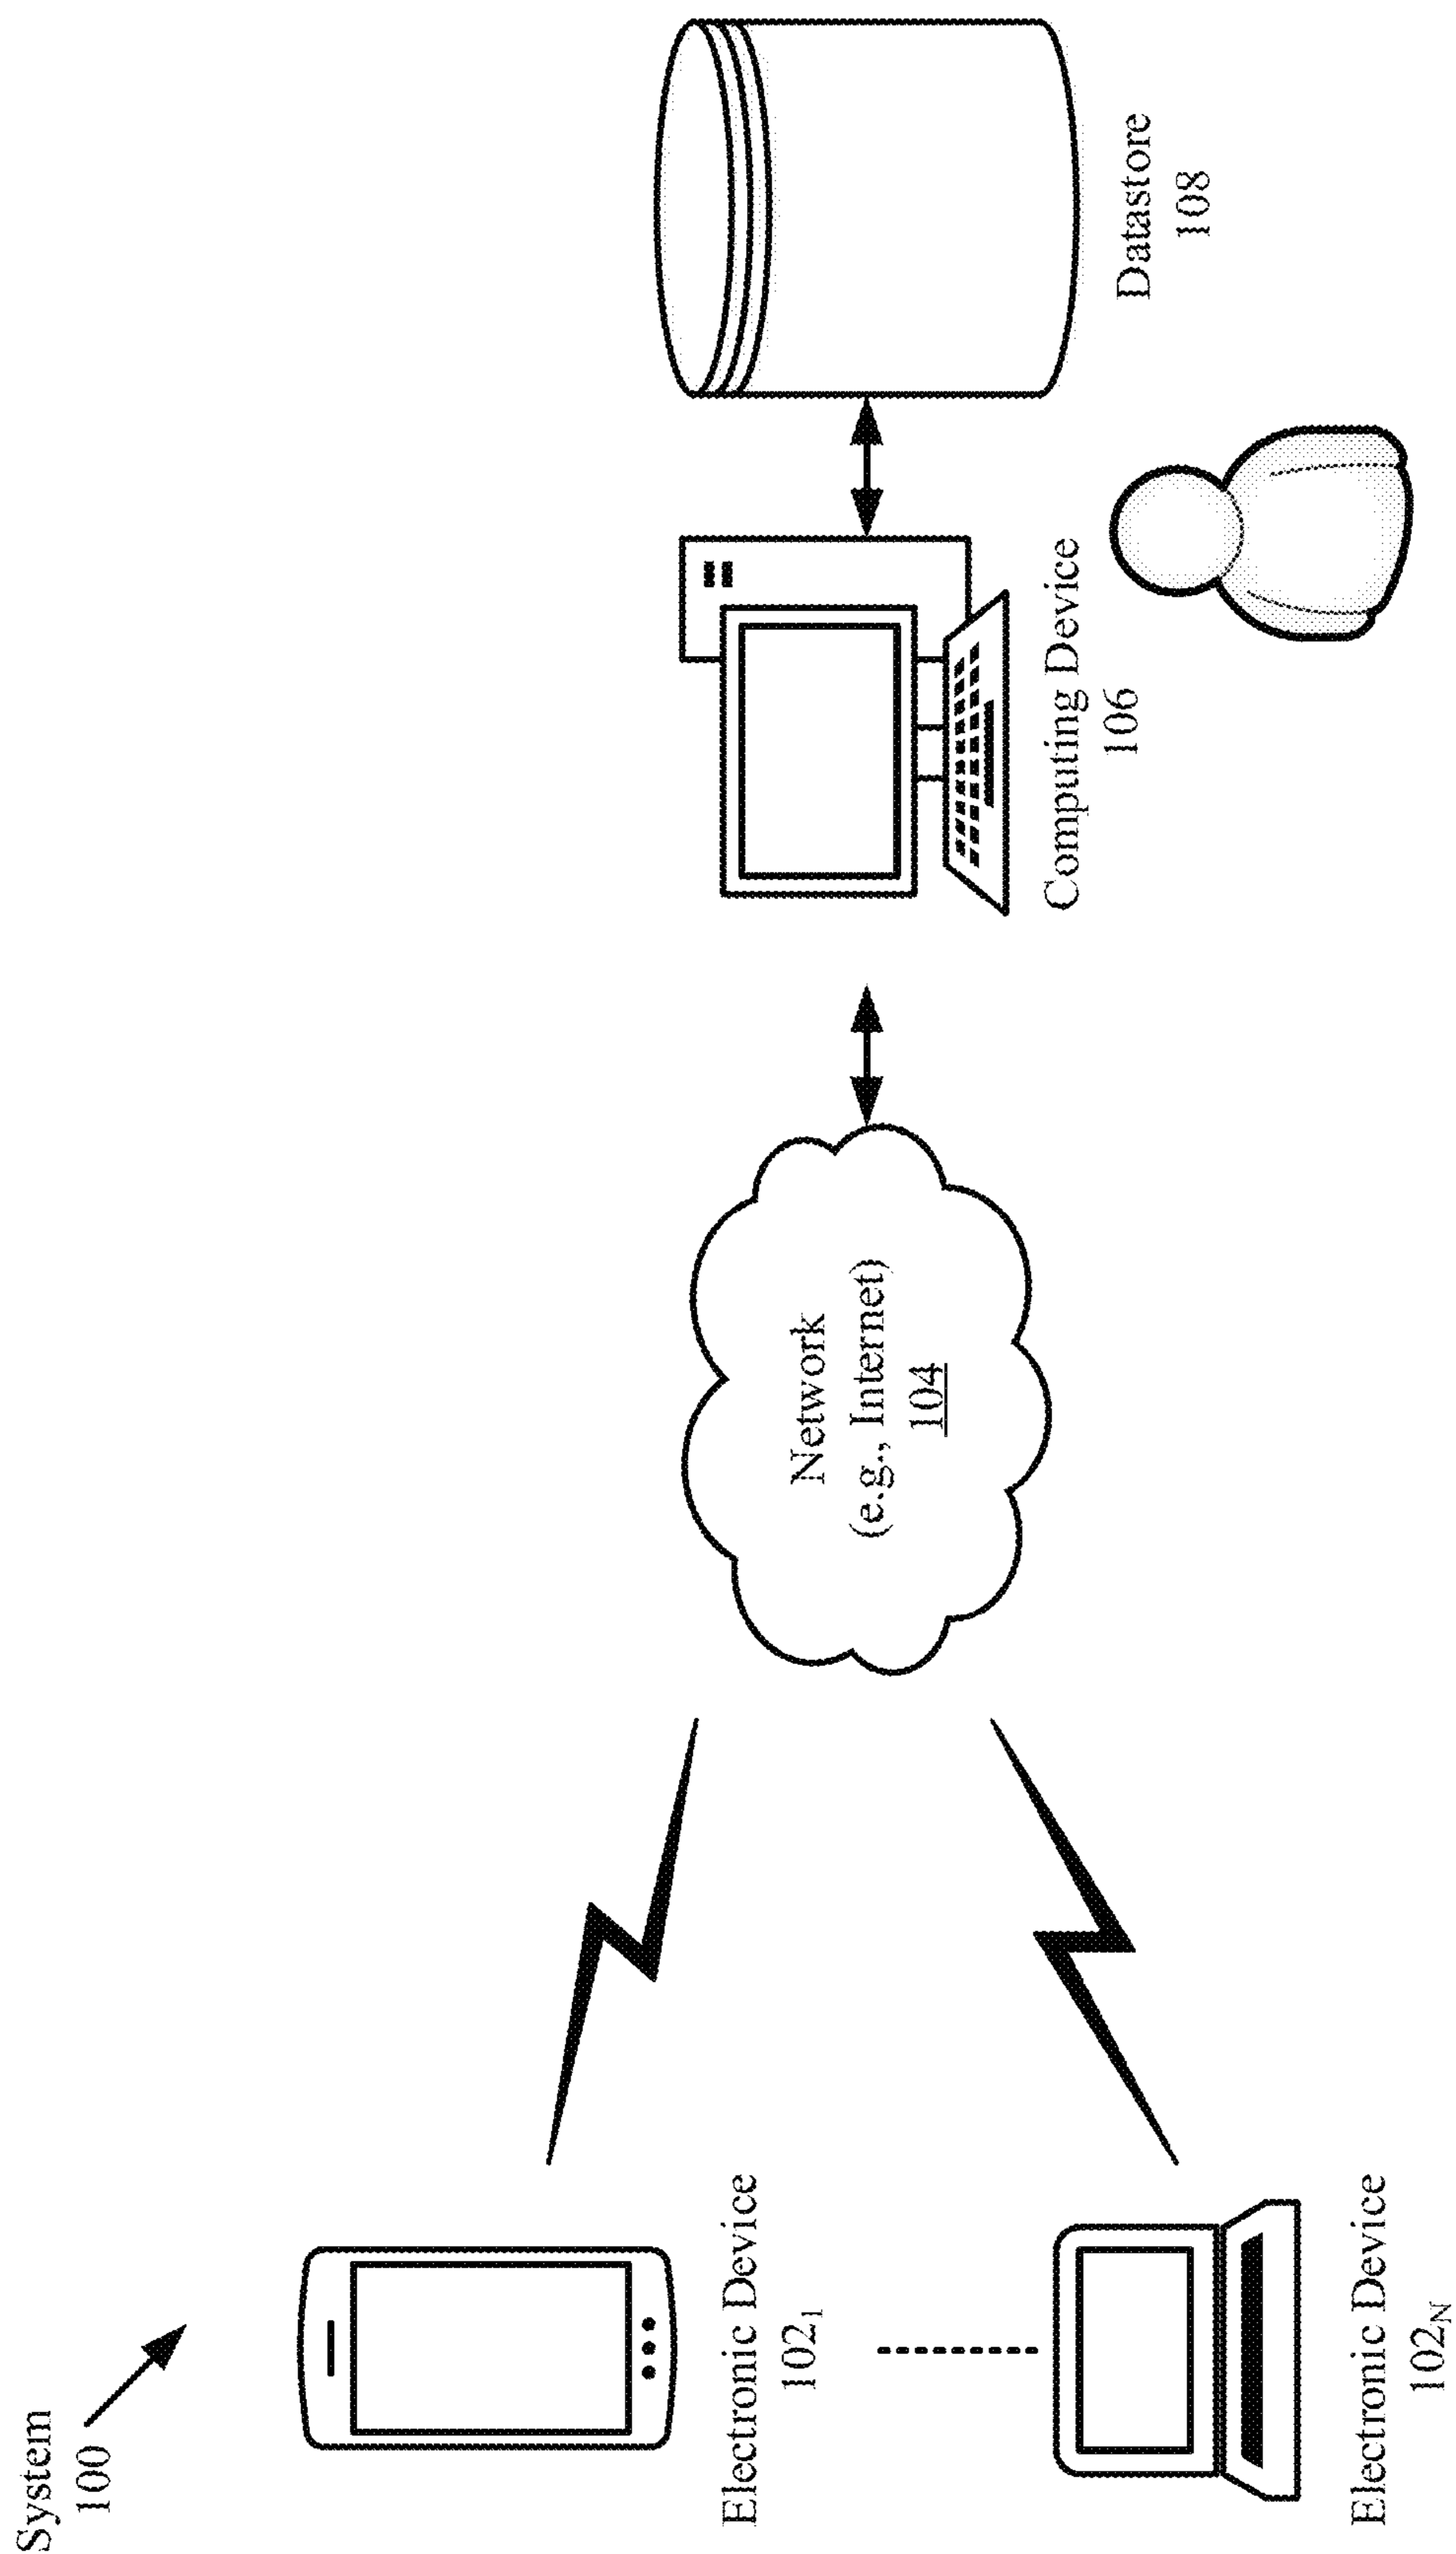 System
100
Electronic Device
102₁
Electronic Device
102ₙ
Network
(e.g., Internet)
104
Computing Device
106
Datastore
108